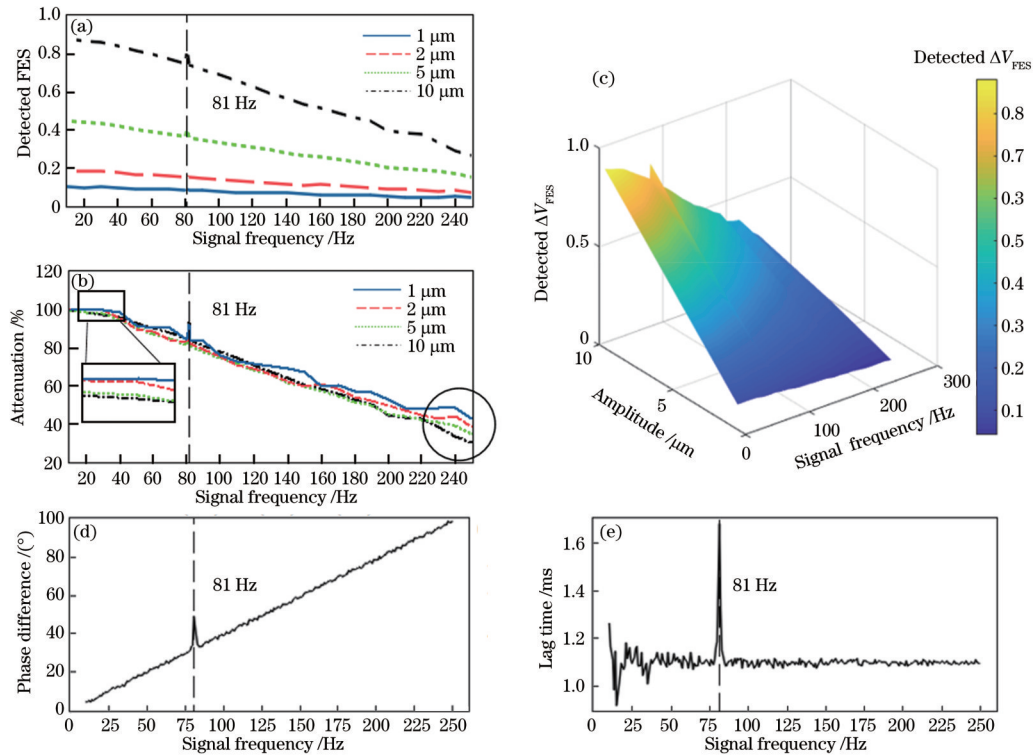 (a)
1.0
0.8
0.6
0.4
0.2
0
Detected FES
1 μm
2 μm
5 μm
10 μm
81 Hz
20 40 60 80 100 120 140 160 180 200 220 240
Signal frequency /Hz
(b)
120
100
80
60
40
20
Attenuation /%
1 μm
2 μm
5 μm
10 μm
81 Hz
20 40 60 80 100 120 140 160 180 200 220 240
Signal frequency /Hz
(c)
Detected ΔV_FES
1.0
0.5
0
Detected ΔV_FES
10
5
0
Amplitude /μm
100
200
300
Signal frequency /Hz
0.8
0.7
0.6
0.5
0.4
0.3
0.2
0.1
(d)
100
80
60
40
20
0
Phase difference /(°)
81 Hz
0 25 50 75 100 125 150 175 200 225 250
Signal frequency /Hz
(e)
1.6
1.4
1.2
1.0
Lag time /ms
81 Hz
0 25 50 75 100 125 150 175 200 225 250
Signal frequency /Hz